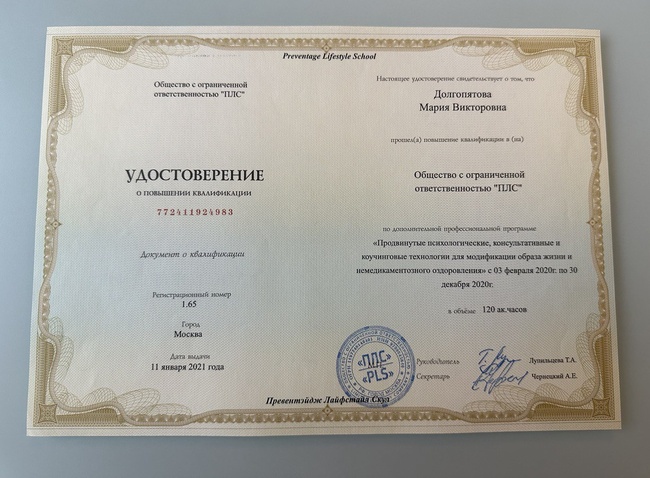 Preventage Lifestyle School
Общество с ограниченной
ответственностью "ПЛС"
УДОСТОВЕРЕНИЕ
О ПОВЫШЕНИИ КВАЛИФИКАЦИИ
772411924983
Документ о квалификации
Регистрационный номер
1.65
Город
Москва
Дата выдачи
11 января 2021 года
Настоящее удостоверение свидетельствует о том, что
Долгопятова
Мария Викторовна
прошел(а) повышение квалификации в (на)
Общество с ограниченной
ответственностью "ПЛС"
по дополнительной профессиональной программе
«Продвинутые психологические, консультативные и
коучинговые технологии для модификации образа жизни и
немедикаментозного оздоровления» с 03 февраля 2020г. по 30
декабря 2020г.
в объёме 120 ак.часов
«ПЛС»
«PLS»
Руководитель Лупильцева Т.А.
Секретарь Чернецкий А.Е.
Превентэйдж Лайфстайл Скул